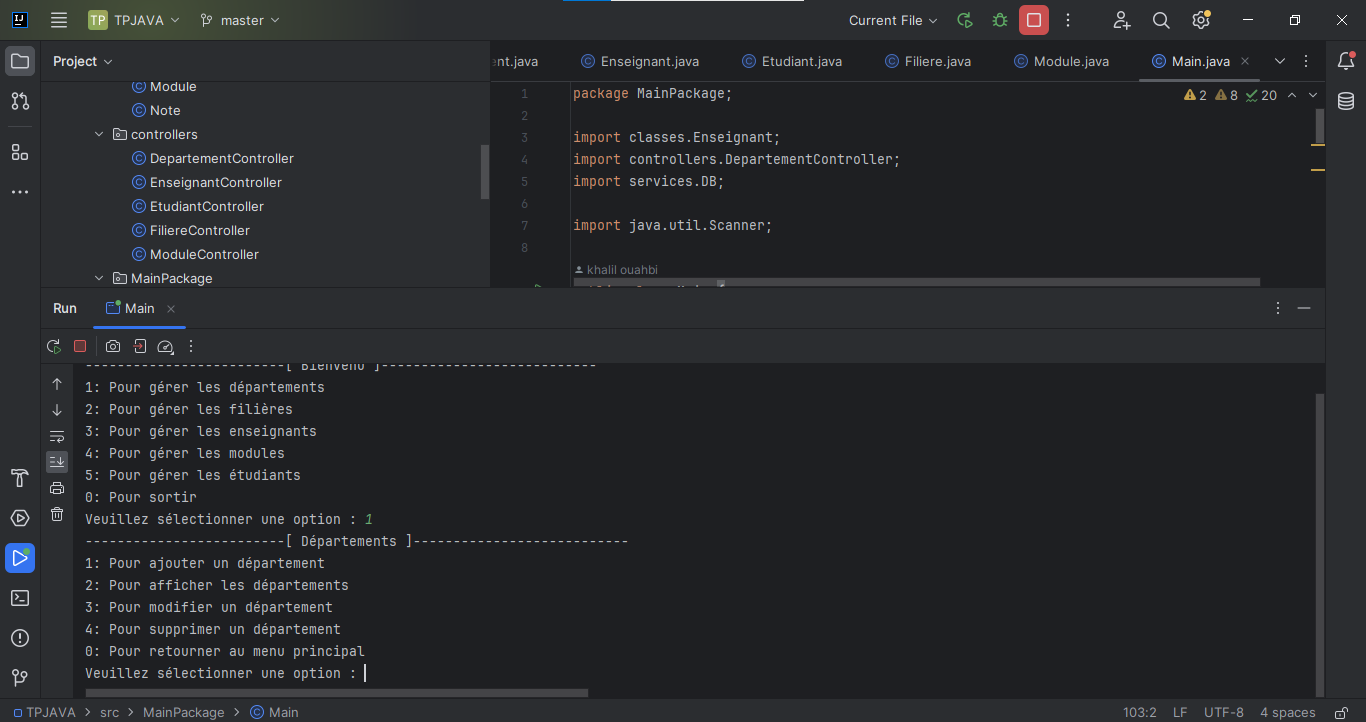 TP TPJAVA master Current File
Project
nt.java Enseignant.java Etudiant.java Filiere.java Module.java Main.java
Module
Note
controllers
DepartementController
EnseignantController
EtudiantController
FiliereController
ModuleController
MainPackage
2 8 20
1 package MainPackage;
2
3 import classes.Enseignant;
4 import controllers.DepartementController;
5 import services.DB;
6
7 import java.util.Scanner;
8
khalil ouahbi
Run Main
-------------------------[ Bienvenu ]---------------------------
1: Pour gérer les départements
2: Pour gérer les filières
3: Pour gérer les enseignants
4: Pour gérer les modules
5: Pour gérer les étudiants
0: Pour sortir
Veuillez sélectionner une option : 1
-------------------------[ Départements ]---------------------------
1: Pour ajouter un département
2: Pour afficher les départements
3: Pour modifier un département
4: Pour supprimer un département
0: Pour retourner au menu principal
Veuillez sélectionner une option :
TPJAVA > src > MainPackage > Main 103:2 LF UTF-8 4 spaces